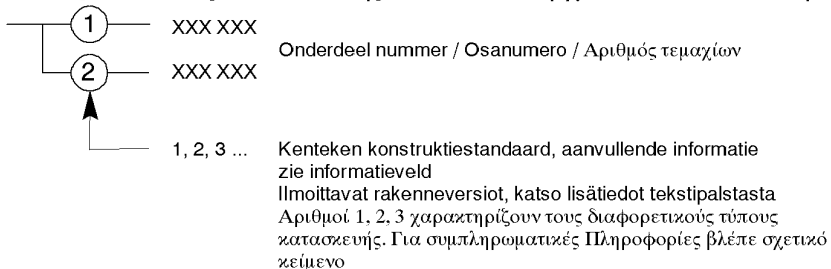 1 XXX XXX
Onderdeel nummer / Osanumero / Αριθμός τεμαχίων
2 XXX XXX
1, 2, 3 ... Kenteken konstruktiestandaard, aanvullende informatie
zie informatieveld
Ilmoittavat rakenneversiot, katso lisätiedot tekstipalstasta
Αριθμοί 1, 2, 3 χαρακτηρίζουν τους διαφορετικούς τύπους
κατασκευής. Για συμπληρωματικές Πληροφορίες βλέπε σχετικό
κείμενο